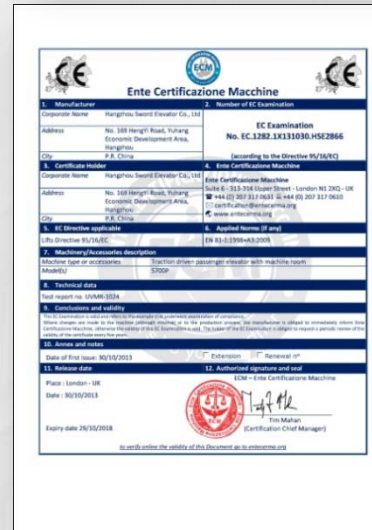 CE
ECM
CE
Ente Certificazione Macchine
1. Manufacturer
2. Number of EC Examination
Corporate Name Hangzhou Sword Elevator Co., Ltd
Address No. 169 HengYi Road, Yuhang
Economic Development Area,
Hangzhou
City P.R. China
EC Examination
No. EC.1282.1X131030.HSE2866
(according to the Directive 95/16/EC)
3. Certificate Holder
4. Ente Certificazione Macchine
Corporate Name Hangzhou Sword Elevator Co., Ltd
Address No. 168 HengYi Road, Yuhang
Economic Development Area,
Hangzhou
City P.R. China
Ente Certificazione Macchine
Suite 6 - 313-314 Upper Street - London N1 2XQ - UK
+44 (0) 207 317 0631 +44 (0) 207 317 0610
certification@entecerma.org
www.entecerma.org
5. EC Directive applicable
6. Applied Norms (if any)
Lifts Directive 95/16/EC
EN 81-1:1998+A3:2009
7. Machinery/Accessories description
Machine type or accessories Traction driven passenger elevator with machine room
Model(s) S700P
8. Technical data
Test report no. UVMR-1024
9. Conclusions and validity
10. Annex and notes
Date of first issue: 30/10/2013
Extension Renewal n°
11. Release date
12. Authorized signature and seal
Place : London - UK
Date : 30/10/2013
Expiry date 29/10/2018
ECM – Ente Certificazione Macchine
Tim Mahan
(Certification Chief Manager)
to verify online the validity of this Document go to entecerma.org